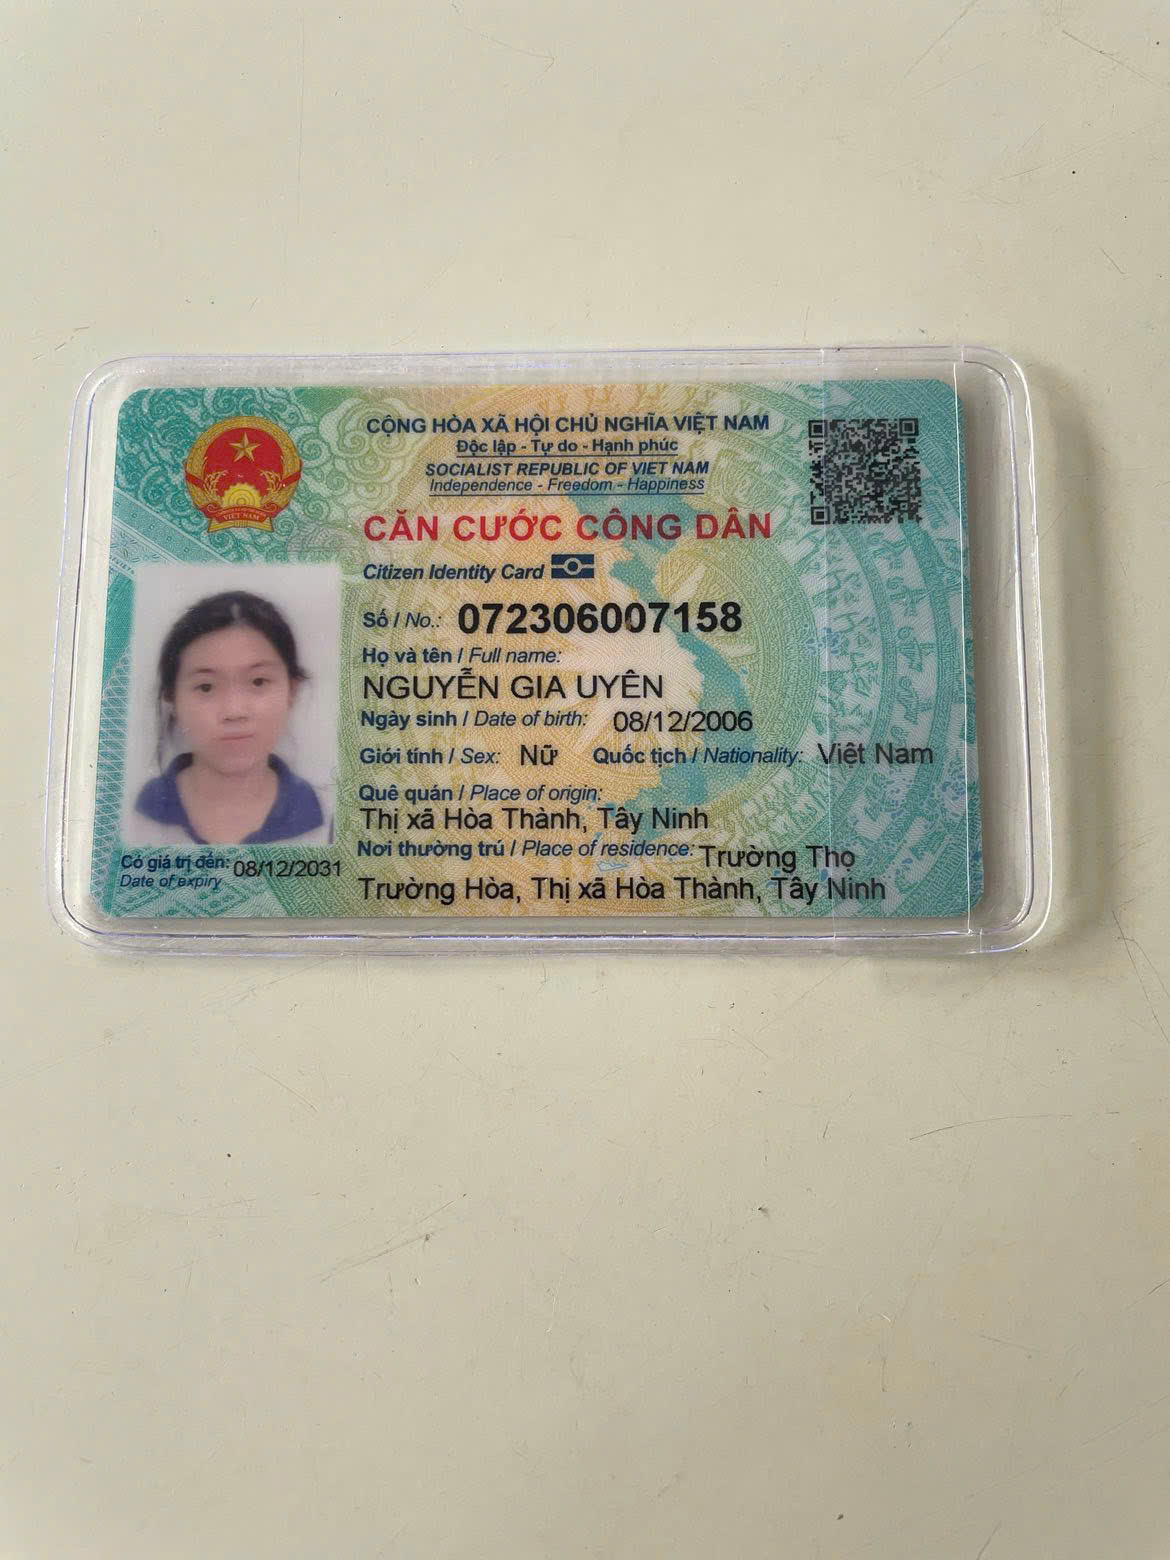 CỘNG HÒA XÃ HỘI CHỦ NGHĨA VIỆT NAM
Độc lập - Tự do - Hạnh phúc
SOCIALIST REPUBLIC OF VIET NAM
Independence - Freedom - Happiness
CĂN CƯỚC CÔNG DÂN
Citizen Identity Card
Số / No.: 072306007158
Họ và tên / Full name:
NGUYỄN GIA UYÊN
Ngày sinh / Date of birth: 08/12/2006
Giới tính / Sex: Nữ Quốc tịch / Nationality: Việt Nam
Quê quán / Place of origin:
Thị xã Hòa Thành, Tây Ninh
Nơi thường trú / Place of residence: Trường Thọ
Trường Hòa, Thị xã Hòa Thành, Tây Ninh
Có giá trị đến: 08/12/2031
Date of expiry
VIỆT NAM